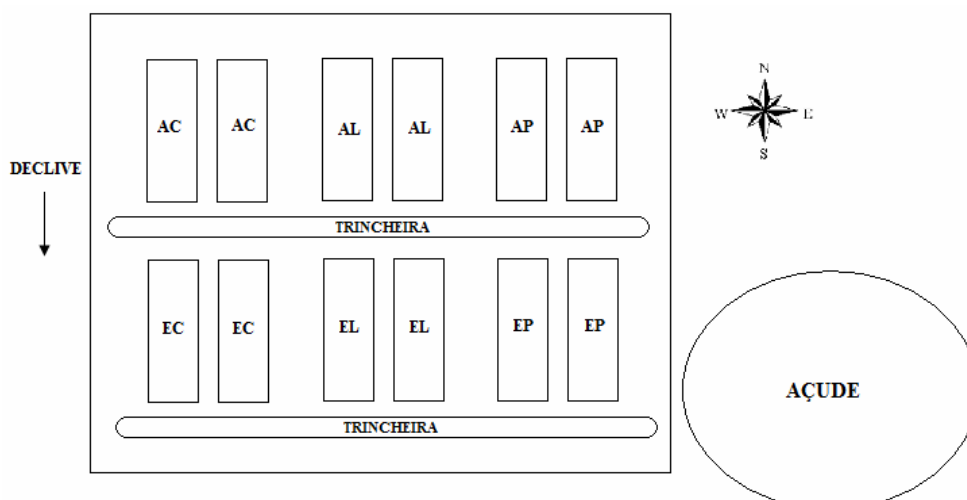 N
AC AC AL AL AP AP
W E
S
DECLIVE
TRINCHEIRA
EC EC EL EL EP EP
AÇUDE
TRINCHEIRA